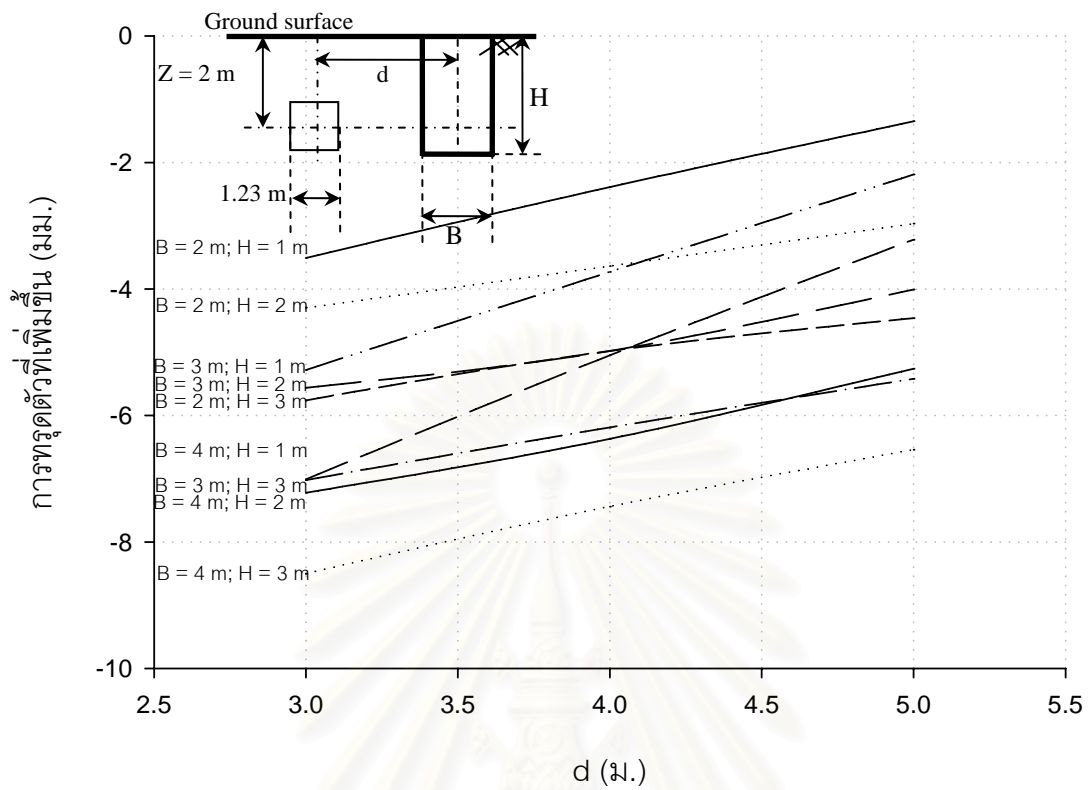 Ground surface
Z = 2 m
d
H
1.23 m
B
0
-2
-4
-6
-8
-10
B = 2 m; H = 1 m
B = 2 m; H = 2 m
B = 3 m; H = 1 m
B = 3 m; H = 2 m
B = 2 m; H = 3 m
B = 4 m; H = 1 m
B = 3 m; H = 3 m
B = 4 m; H = 2 m
B = 4 m; H = 3 m
การทรุดตัวที่เพิ่มขึ้น (มม.)
2.5 3.0 3.5 4.0 4.5 5.0 5.5
d (ม.)